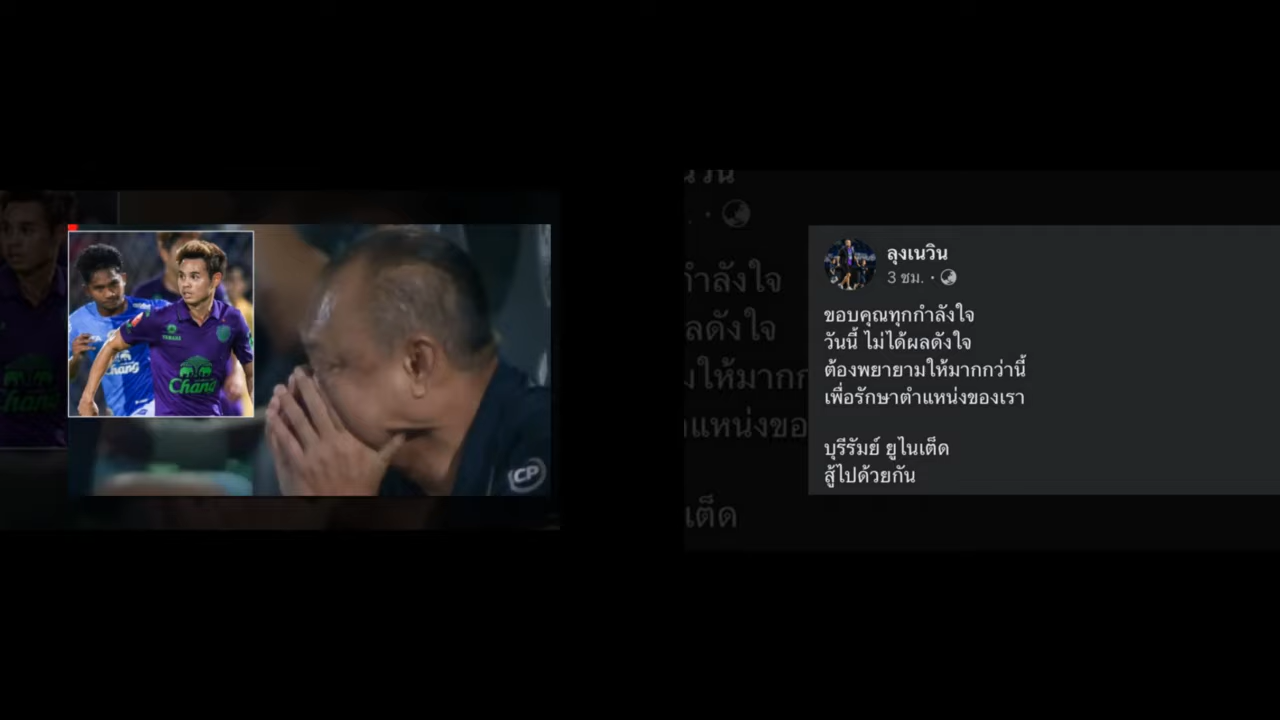 Chang
Chang
CP
ลุงเนวิน
3 ชม. ·
ขอบคุณทุกกำลังใจ
วันนี้ ไม่ได้ผลดังใจ
ต้องพยายามให้มากกว่านี้
เพื่อรักษาตำแหน่งของเรา
บุรีรัมย์ ยูไนเต็ด
สู้ไปด้วยกัน